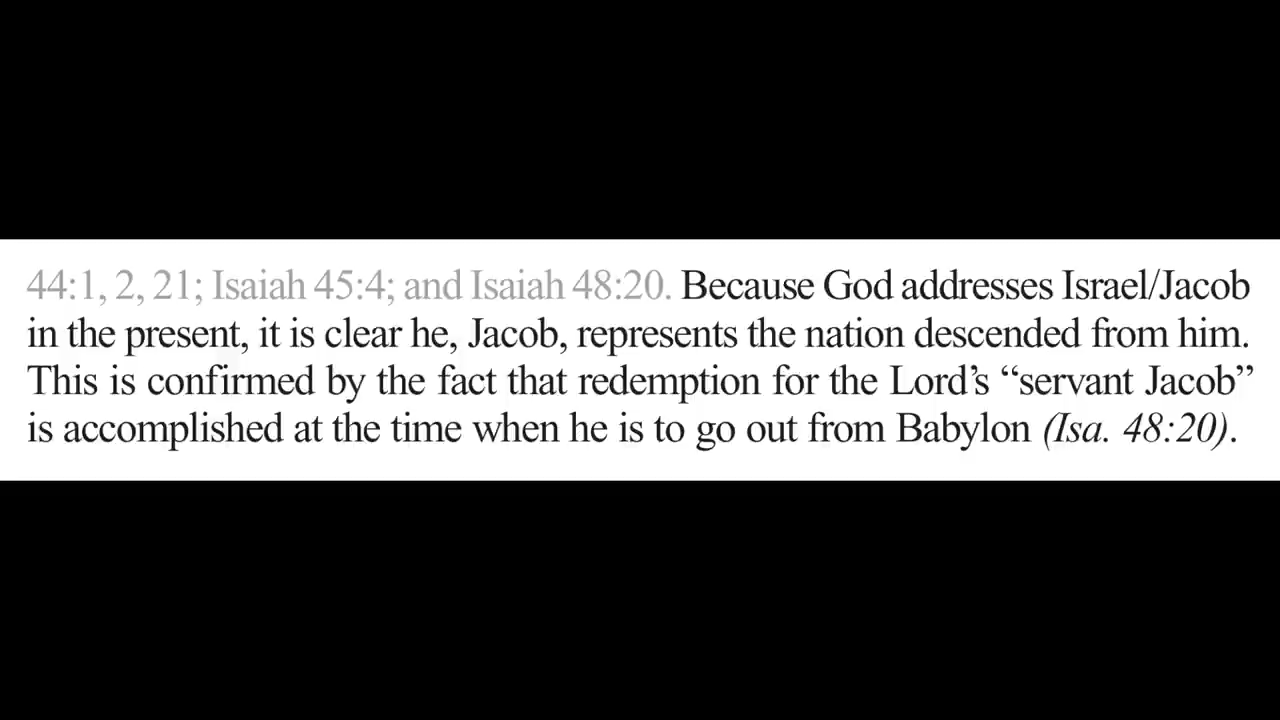 44:1, 2, 21; Isaiah 45:4; and Isaiah 48:20. Because God addresses Israel/Jacob
in the present, it is clear he, Jacob, represents the nation descended from him.
This is confirmed by the fact that redemption for the Lord’s “servant Jacob”
is accomplished at the time when he is to go out from Babylon (Isa. 48:20).